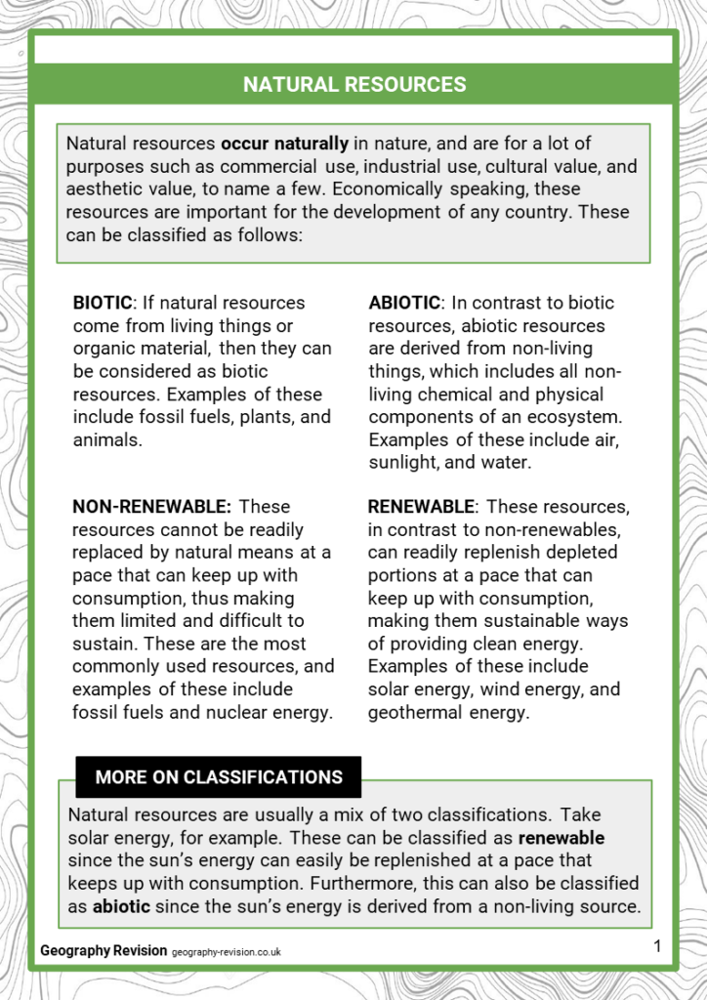 NATURAL RESOURCES
Natural resources occur naturally in nature, and are for a lot of
purposes such as commercial use, industrial use, cultural value, and
aesthetic value, to name a few. Economically speaking, these
resources are important for the development of any country. These
can be classified as follows:
BIOTIC: If natural resources
come from living things or
organic material, then they can
be considered as biotic
resources. Examples of these
include fossil fuels, plants, and
animals.
ABIOTIC: In contrast to biotic
resources, abiotic resources
are derived from non-living
things, which includes all non-
living chemical and physical
components of an ecosystem.
Examples of these include air,
sunlight, and water.
NON-RENEWABLE: These
resources cannot be readily
replaced by natural means at a
pace that can keep up with
consumption, thus making
them limited and difficult to
sustain. These are the most
commonly used resources, and
examples of these include
fossil fuels and nuclear energy.
RENEWABLE: These resources,
in contrast to non-renewables,
can readily replenish depleted
portions at a pace that can
keep up with consumption,
making them sustainable ways
of providing clean energy.
Examples of these include
solar energy, wind energy, and
geothermal energy.
MORE ON CLASSIFICATIONS
Natural resources are usually a mix of two classifications. Take
solar energy, for example. These can be classified as renewable
since the sun's energy can easily be replenished at a pace that
keeps up with consumption. Furthermore, this can also be classified
as abiotic since the sun's energy is derived from a non-living source.
Geography Revision geography-revision.co.uk
1